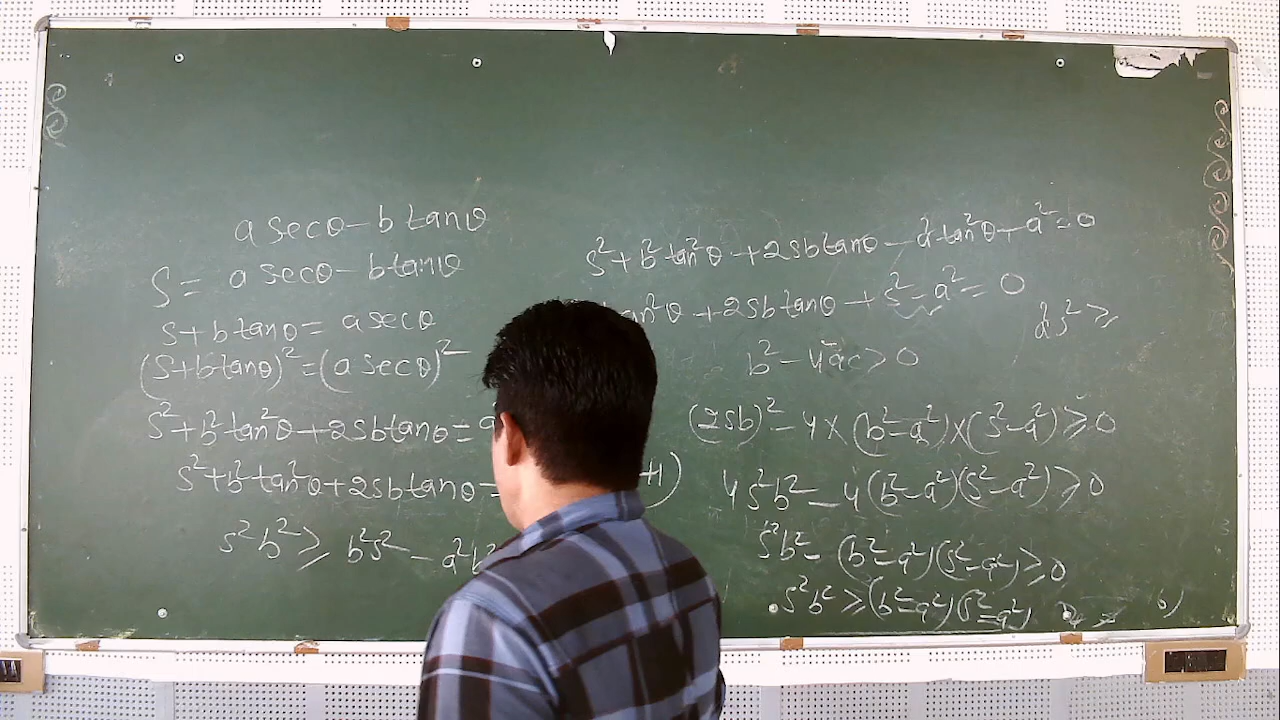 a secθ - b tanθ
S = a secθ - b tanθ
S + b tanθ = a secθ
(S + b tanθ)² = (a secθ)²
S² + b² tan²θ + 2sb tanθ = a
S² + b² tan²θ + 2sb tanθ = +1)
s²b² ≥ b²s² - a²b²
S² + b² tan²θ + 2sb tanθ - a² tan²θ - a² = 0
tan²θ + 2sb tanθ + s² - a² = 0
s² ≥
b² - 4ac > 0
(2sb)² - 4 × (b² - a²) × (s² - a²) ≥ 0
4s²b² - 4(b² - a²)(s² - a²) ≥ 0
s²b² - (b² - a²)(s² - a²) ≥ 0
s²b² ≥ (b² - a²)(s² - a²)